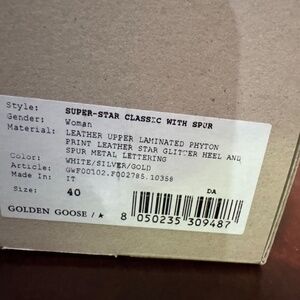 Style: SUPER-STAR CLASSIC WITH SPUR
Gender: Woman
Material: LEATHER UPPER LAMINATED PHYTON
PRINT LEATHER STAR GLITTER HEEL AND
SPUR METAL LETTERING
Color: WHITE/SILVER/GOLD
Article: GWF00102.F002785.10358
Made In: IT
Size: 40
DA
GOLDEN GOOSE /
8 050235 309487